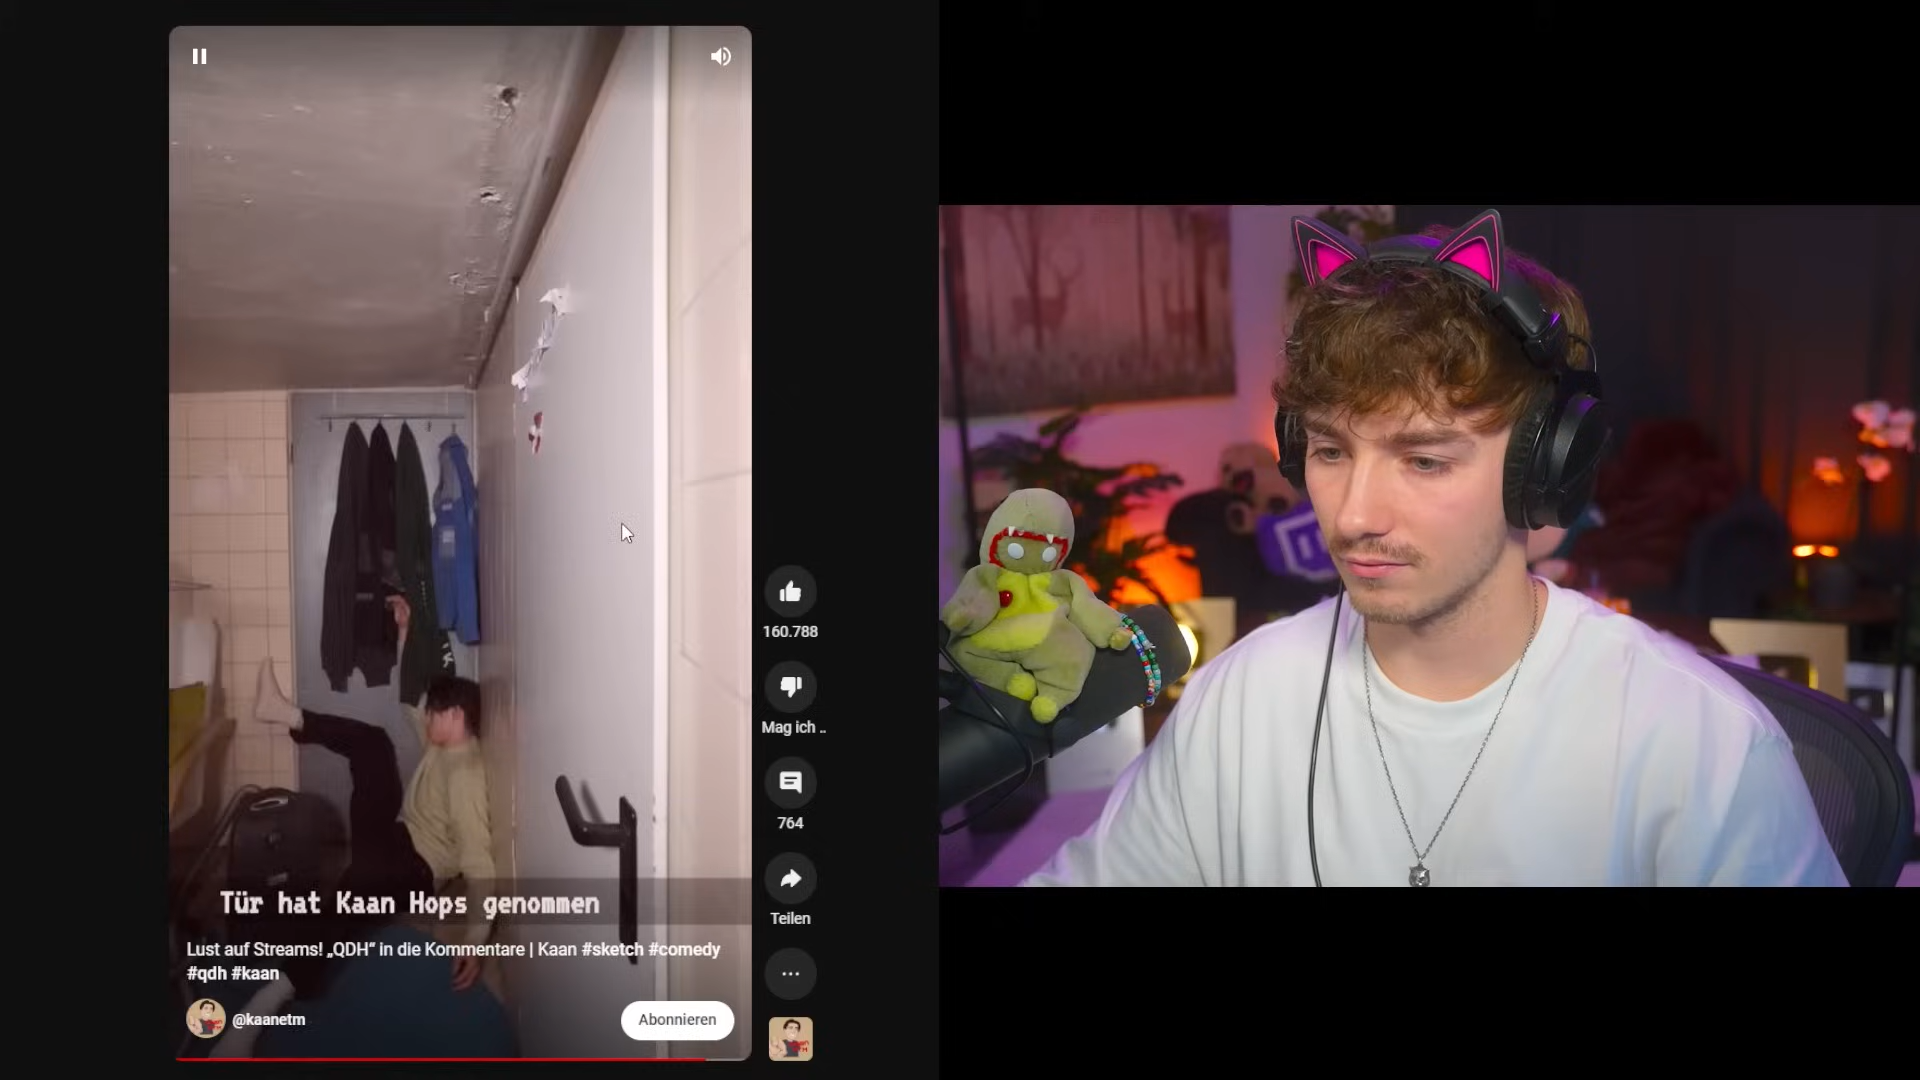 160.788
Mag ich ..
764
Teilen
Tür hat Kaan Hops genommen
Lust auf Streams! „QDH“ in die Kommentare | Kaan #sketch #comedy
#qdh #kaan
@kaanetm
Abonnieren